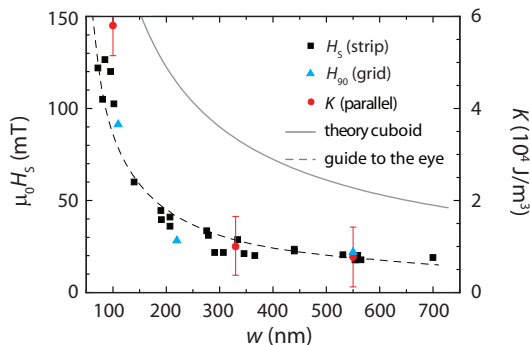 150
100
50
0
μ₀Hₛ (mT)
6
4
2
0
K (10⁴ J/m³)
Hₛ (strip)
H₉₀ (grid)
K (parallel)
theory cuboid
guide to the eye
100 200 300 400 500 600 700
w (nm)